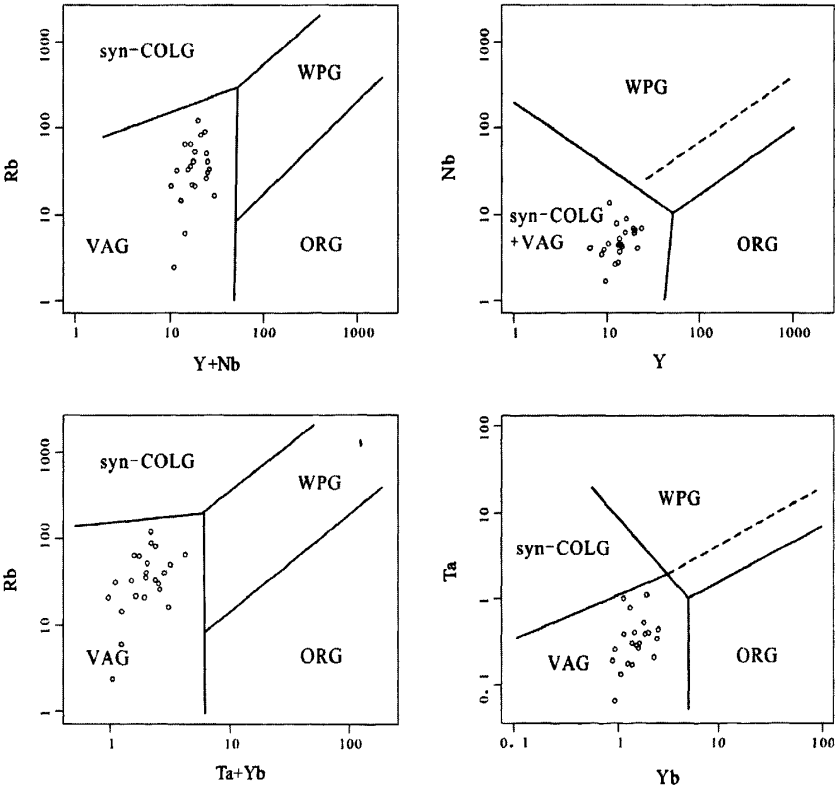 1000
100
10
1
Rb
syn-COLG
WPG
VAG
ORG
1
10
100
1000
Y+Nb
1000
100
10
1
Nb
WPG
syn-COLG
+VAG
ORG
1
10
100
1000
Y
1000
100
10
1
Rb
syn-COLG
WPG
VAG
ORG
1
10
100
Ta+Yb
100
10
1
0.1
Ta
WPG
syn-COLG
VAG
ORG
0.1
1
10
100
Yb